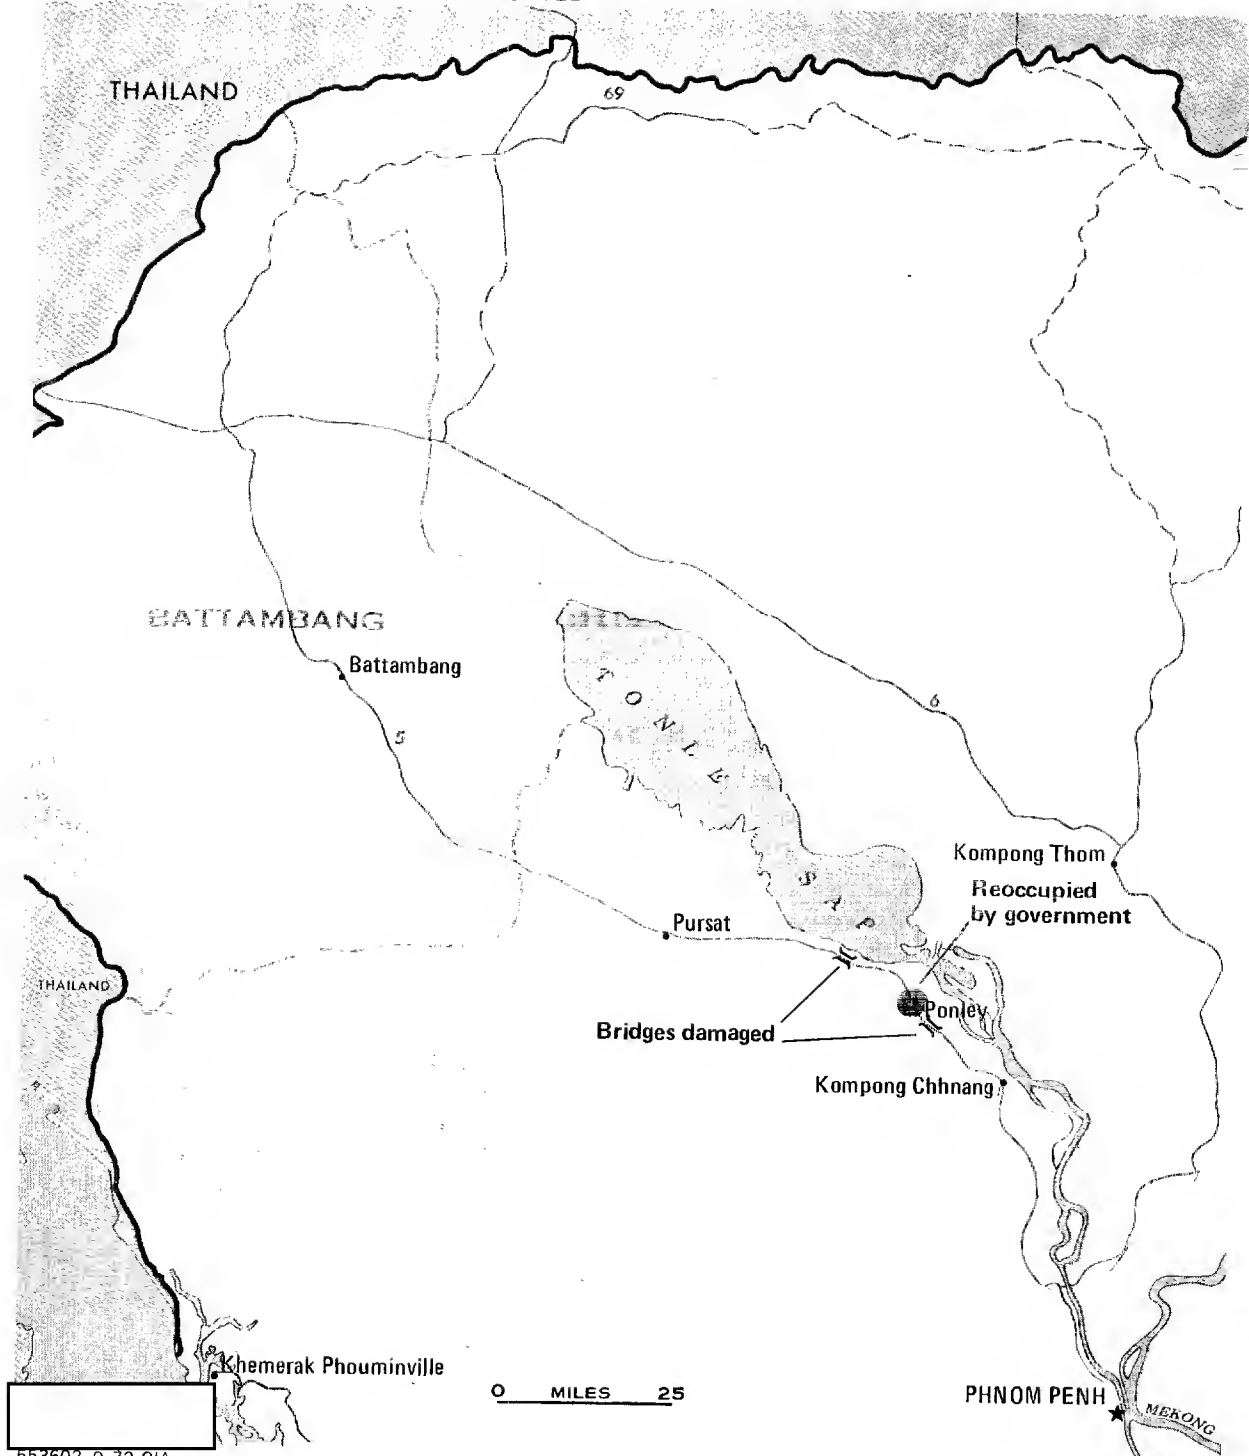 THAILAND
69
BATTAMBANG
Battambang
TONLE SAP
5
6
Kompong Thom
Reoccupied
by government
Pursat
THAILAND
Ponley
Bridges damaged
Kompong Chhnang
Khemerak Phouminville
0 MILES 25
PHNOM PENH
MEKONG